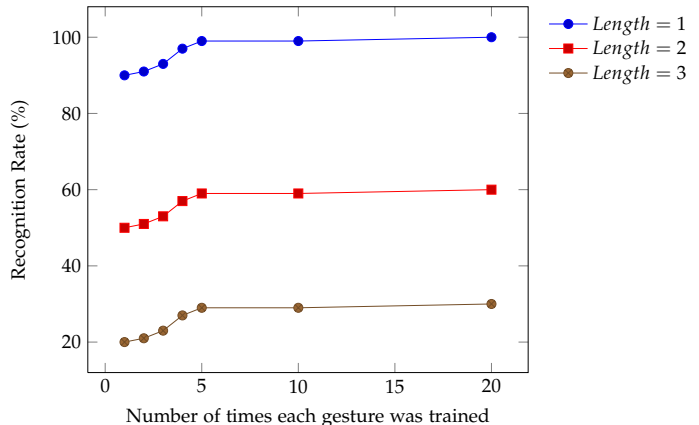 Length = 1
Length = 2
Length = 3
Recognition Rate (%)
100
80
60
40
20
0 5 10 15 20
Number of times each gesture was trained